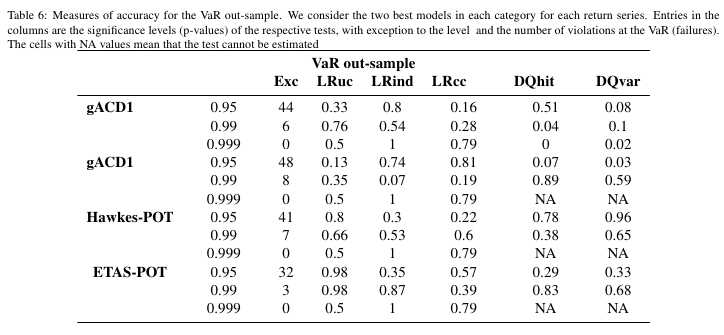 Table 6: Measures of accuracy for the VaR out-sample. We consider the two best models in each category for each return series. Entries in the
columns are the significance levels (p-values) of the respective tests, with exception to the level and the number of violations at the VaR (failures).
The cells with NA values mean that the test cannot be estimated
VaR out-sample
Exc LRuc LRind LRcc DQhit DQvar
gACD1 0.95 44 0.33 0.8 0.16 0.51 0.08
0.99 6 0.76 0.54 0.28 0.04 0.1
0.999 0 0.5 1 0.79 0 0.02
gACD1 0.95 48 0.13 0.74 0.81 0.07 0.03
0.99 8 0.35 0.07 0.19 0.89 0.59
0.999 0 0.5 1 0.79 NA NA
Hawkes-POT 0.95 41 0.8 0.3 0.22 0.78 0.96
0.99 7 0.66 0.53 0.6 0.38 0.65
0.999 0 0.5 1 0.79 NA NA
ETAS-POT 0.95 32 0.98 0.35 0.57 0.29 0.33
0.99 3 0.98 0.87 0.39 0.83 0.68
0.999 0 0.5 1 0.79 NA NA